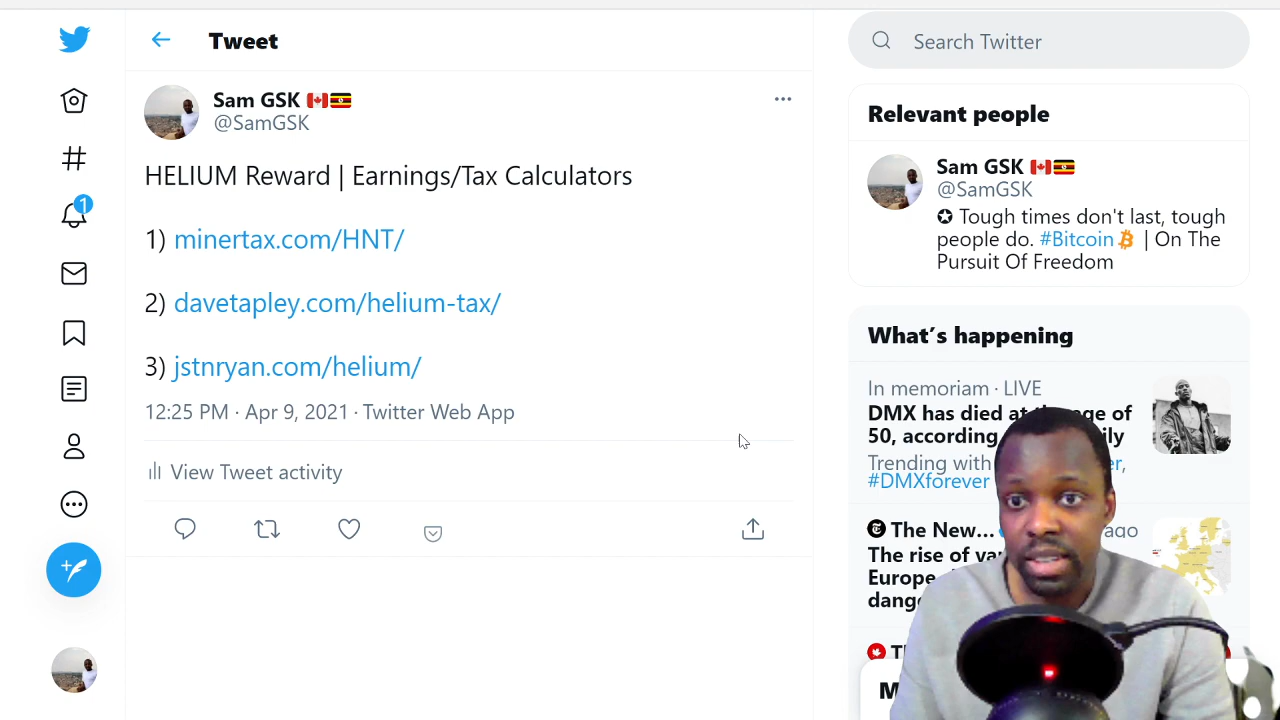 Tweet
Sam GSK 🇨🇦🇺🇬
@SamGSK
HELIUM Reward | Earnings/Tax Calculators
1) minertax.com/HNT/
2) davetapley.com/helium-tax/
3) jstnryan.com/helium/
12:25 PM · Apr 9, 2021 · Twitter Web App
View Tweet activity
1
Search Twitter
Relevant people
Sam GSK 🇨🇦🇺🇬
@SamGSK
✪ Tough times don't last, tough
people do. #Bitcoin | On The
Pursuit Of Freedom
What's happening
In memoriam · LIVE
DMX has died at age of
50, according
Trending with
#DMXforever
The New... ago
The rise of
Europe